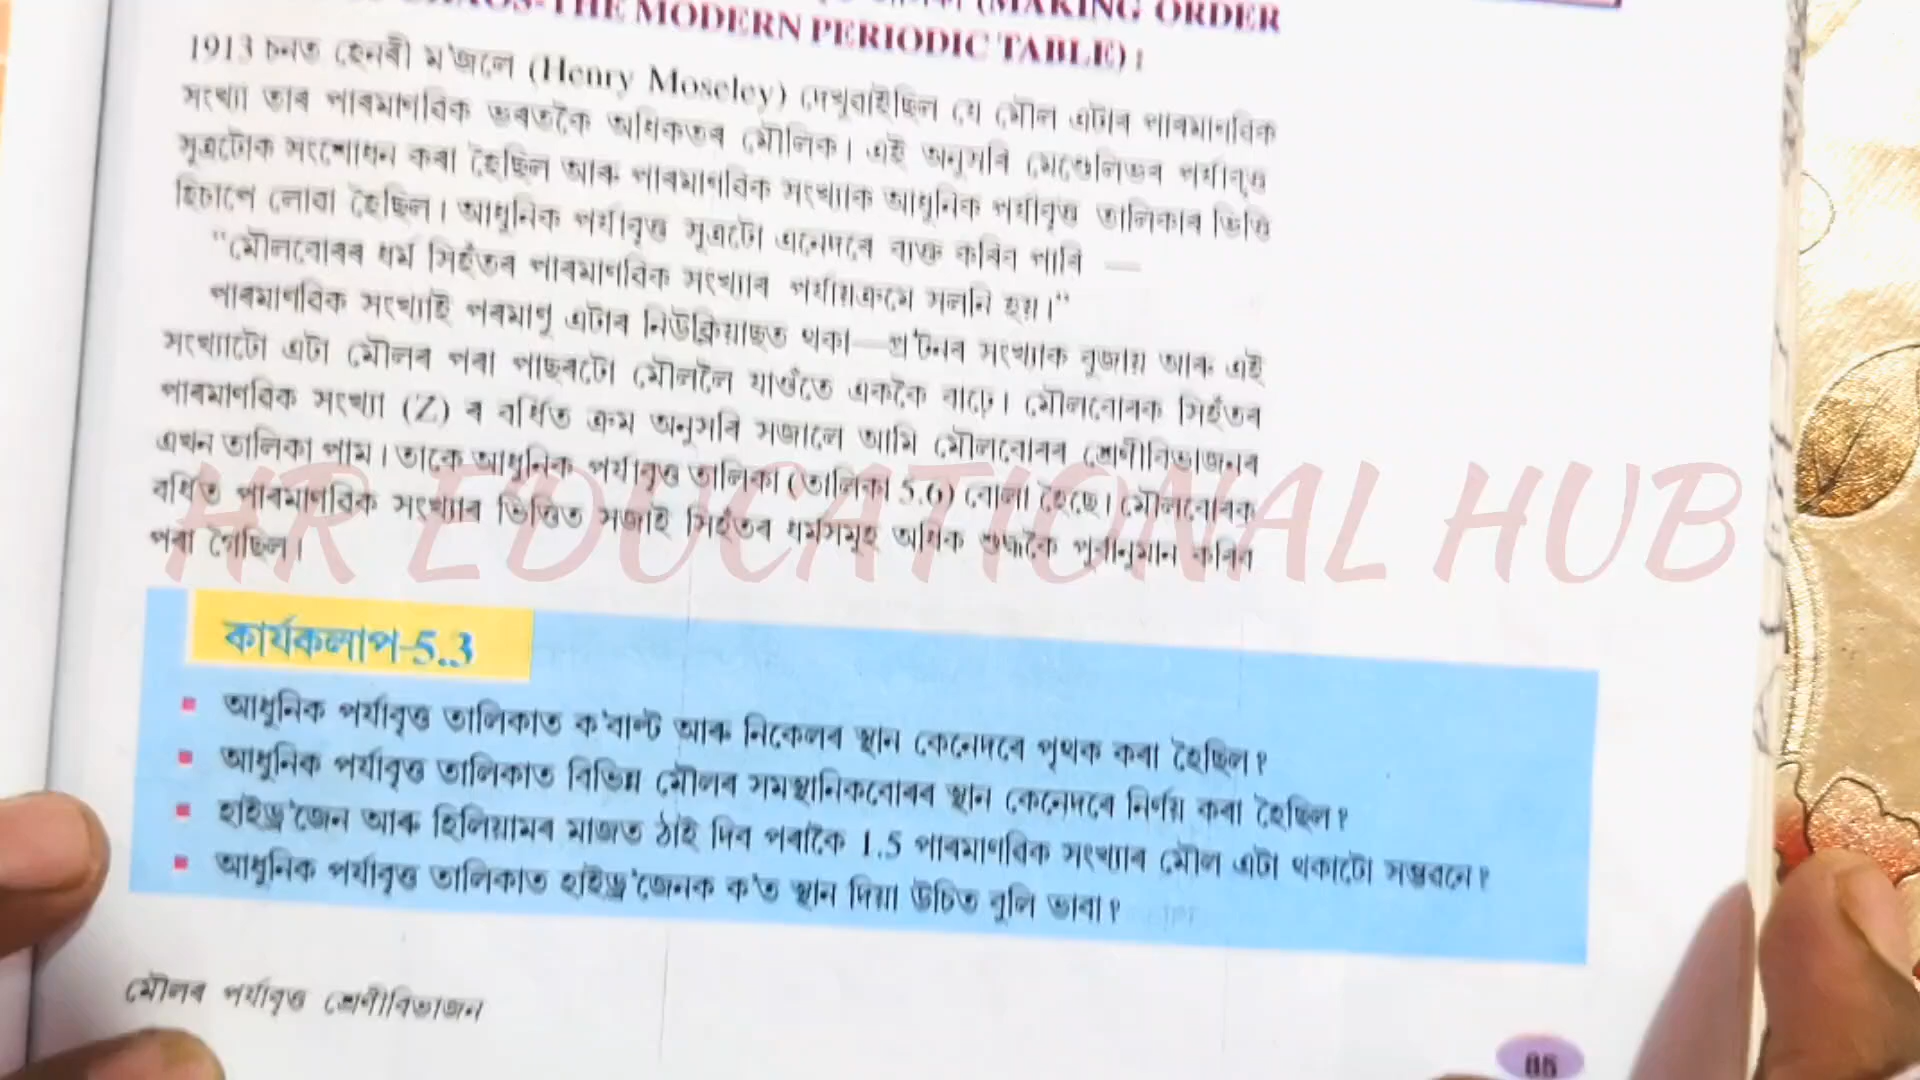 (MAKING ORDER
CHAOS-THE MODERN PERIODIC TABLE) :
1913 চনত হেনৰী ম'জলে (Henry Moseley) দেখুৱাইছিল যে মৌল এটাৰ পাৰমাণৱিক
সংখ্যা তাৰ পাৰমাণৱিক ভৰতকৈ অধিকতৰ মৌলিক। এই অনুসৰি মেণ্ডেলিভৰ পৰ্যাবৃত্ত
সূত্ৰটোক সংশোধন কৰা হৈছিল আৰু পাৰমাণৱিক সংখ্যাক আধুনিক পৰ্যাবৃত্ত তালিকাৰ ভিত্তি
হিচাপে লোৱা হৈছিল। আধুনিক পৰ্যাবৃত্ত সূত্ৰটো এনেদৰে ব্যক্ত কৰিব পাৰি —
“মৌলবোৰৰ ধৰ্ম সিহঁতৰ পাৰমাণৱিক সংখ্যাৰ পৰ্যায়ক্ৰমে সলনি হয়।”
পাৰমাণৱিক সংখ্যাই পৰমাণু এটাৰ নিউক্লিয়াছত থকা—প্ৰ'টনৰ সংখ্যাক বুজায় আৰু এই
সংখ্যাটো এটা মৌলৰ পৰা পাছৰটো মৌললৈ যাওঁতে এককৈ বাঢ়ে। মৌলবোৰক সিহঁতৰ
পাৰমাণৱিক সংখ্যা (Z) ৰ বৰ্ধিত ক্ৰম অনুসৰি সজালে আমি মৌলবোৰৰ শ্ৰেণীবিভাজনৰ
এখন তালিকা পাম। তাকে আধুনিক পৰ্যাবৃত্ত তালিকা (তালিকা 5.6) বোলা হৈছে। মৌলবোৰক
বৰ্ধিত পাৰমাণৱিক সংখ্যাৰ ভিত্তিত সজাই সিহঁতৰ ধৰ্মসমূহ অধিক শুদ্ধকৈ পূৰ্বানুমান কৰিব
পৰা গৈছিল।
HR EDUCATIONAL HUB
কাৰ্যকলাপ-5.3
▪ আধুনিক পৰ্যাবৃত্ত তালিকাত ক'বাল্ট আৰু নিকেলৰ স্থান কেনেদৰে পৃথক কৰা হৈছিল?
▪ আধুনিক পৰ্যাবৃত্ত তালিকাত বিভিন্ন মৌলৰ সমস্থানিকবোৰৰ স্থান কেনেদৰে নিৰ্ণয় কৰা হৈছিল?
▪ হাইড্ৰ'জেন আৰু হিলিয়ামৰ মাজত ঠাই দিব পৰাকৈ 1.5 পাৰমাণৱিক সংখ্যাৰ মৌল এটা থকাটো সম্ভৱনে?
▪ আধুনিক পৰ্যাবৃত্ত তালিকাত হাইড্ৰ'জেনক ক'ত স্থান দিয়া উচিত বুলি ভাবা?
মৌলৰ পৰ্যাবৃত্ত শ্ৰেণীবিভাজন
85